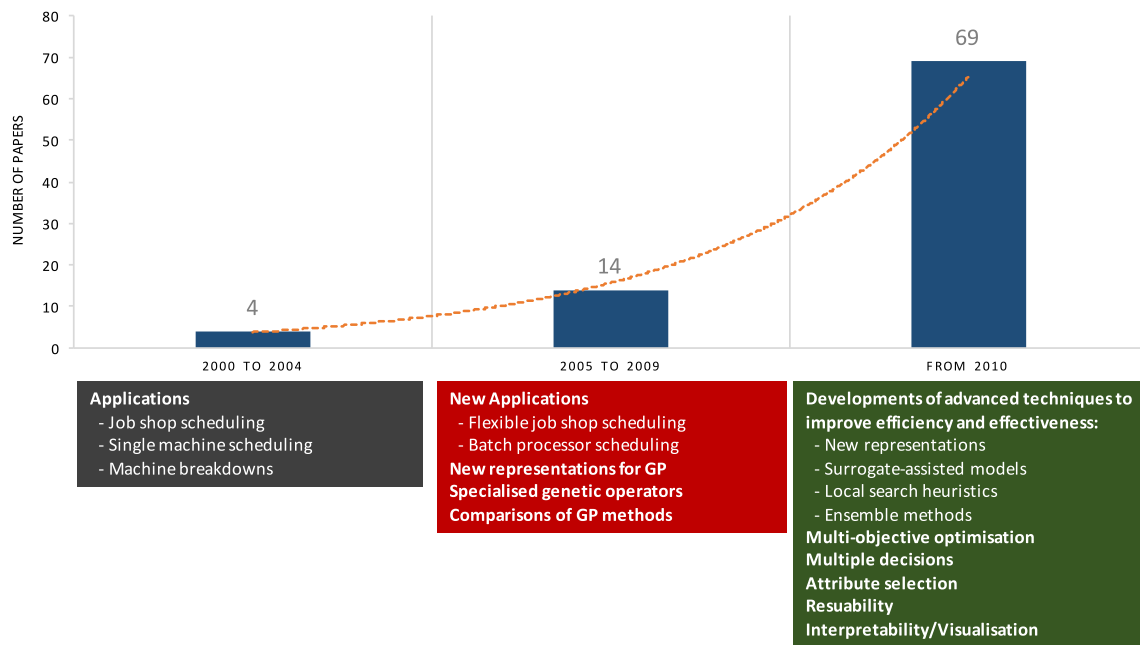 80
70
60
50
40
30
20
10
0
NUMBER OF PAPERS
4
14
69
2000 TO 2004
2005 TO 2009
FROM 2010
Applications
- Job shop scheduling
- Single machine scheduling
- Machine breakdowns
New Applications
- Flexible job shop scheduling
- Batch processor scheduling
New representations for GP
Specialised genetic operators
Comparisons of GP methods
Developments of advanced techniques to
improve efficiency and effectiveness:
- New representations
- Surrogate-assisted models
- Local search heuristics
- Ensemble methods
Multi-objective optimisation
Multiple decisions
Attribute selection
Resuability
Interpretability/Visualisation